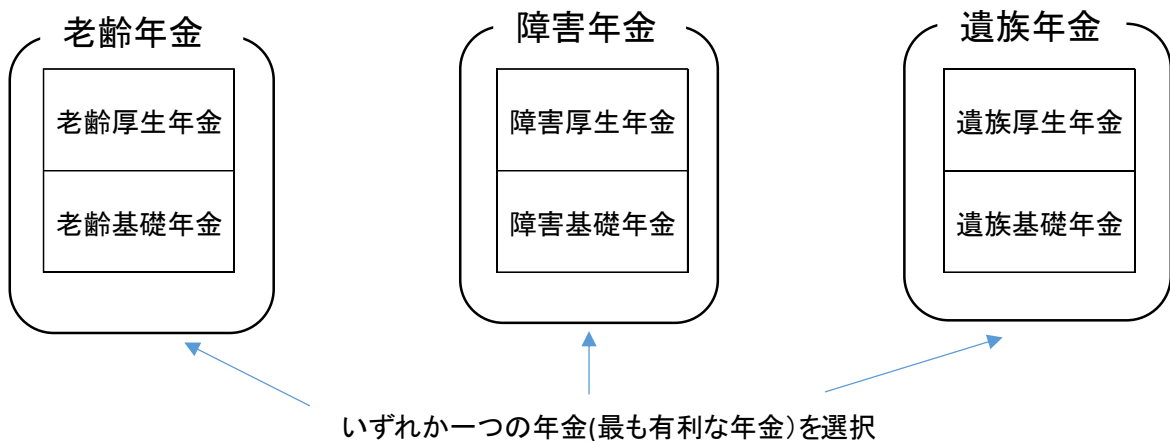 老齢年金
老齢厚生年金
老齢基礎年金
障害年金
障害厚生年金
障害基礎年金
遺族年金
遺族厚生年金
遺族基礎年金
いずれか一つの年金(最も有利な年金)を選択